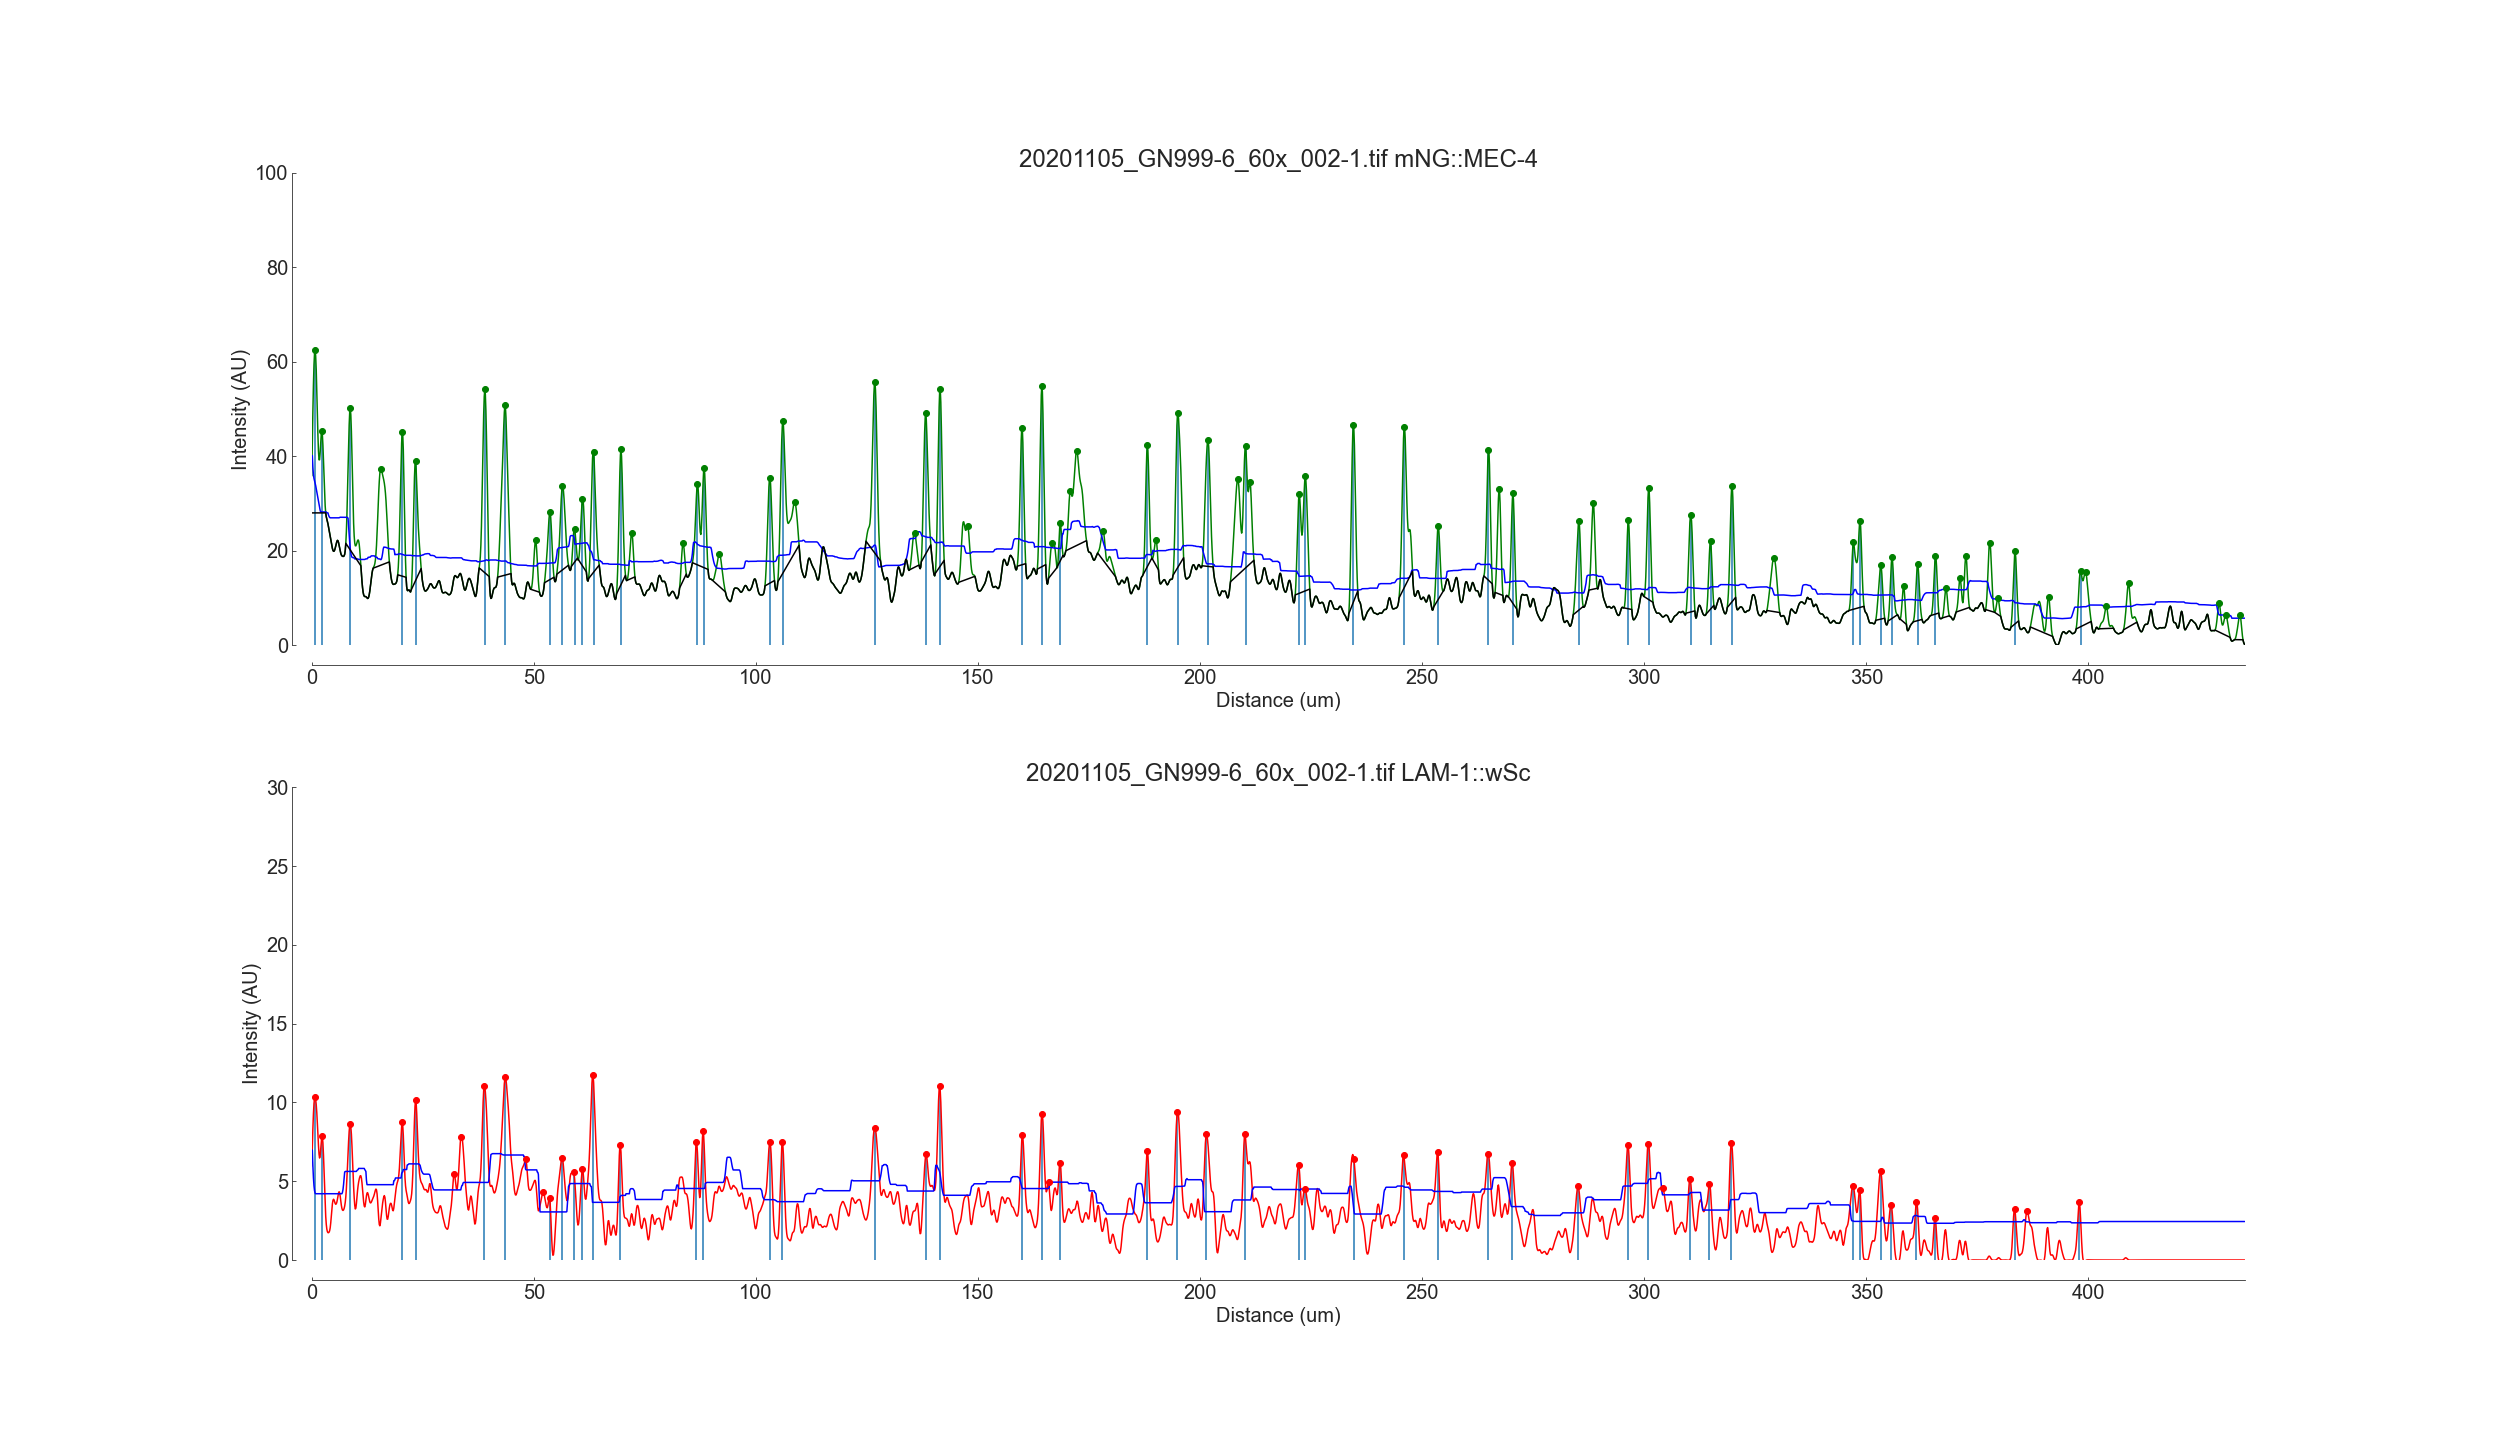 20201105_GN999-6_60x_002-1.tif mNG::MEC-4
100
80
60
40
20
0
Intensity (AU)
0 50 100 150 200 250 300 350 400
Distance (um)
20201105_GN999-6_60x_002-1.tif LAM-1::wSc
30
25
20
15
10
5
0
Intensity (AU)
0 50 100 150 200 250 300 350 400
Distance (um)